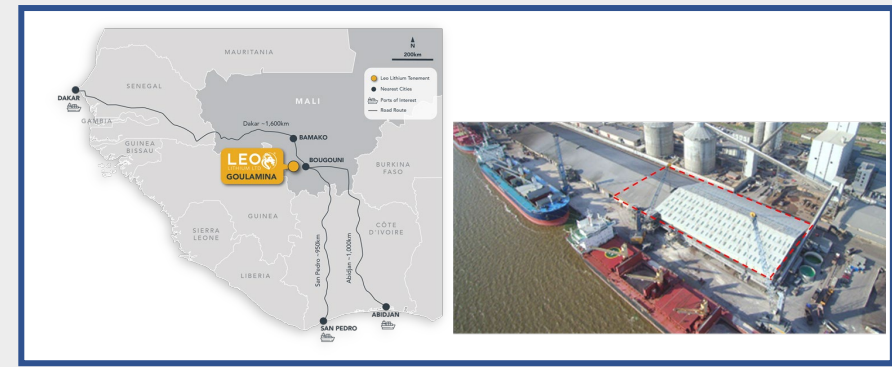 N
200km
MAURITANIA
Leo Lithium Tenement
Nearest Cities
Ports of Interest
Road Route
SENEGAL
MALI
DAKAR
GAMBIA
Dakar ~1,600km
BAMAKO
GUINEA
BISSAU
LEO
GOULAMINA
BOUGOUNI
BURKINA
FASO
GUINEA
CÔTE
D'IVOIRE
SIERRA
LEONE
San Pedro ~950km
Abidjan ~1,000km
LIBERIA
ABIDJAN
SAN PEDRO